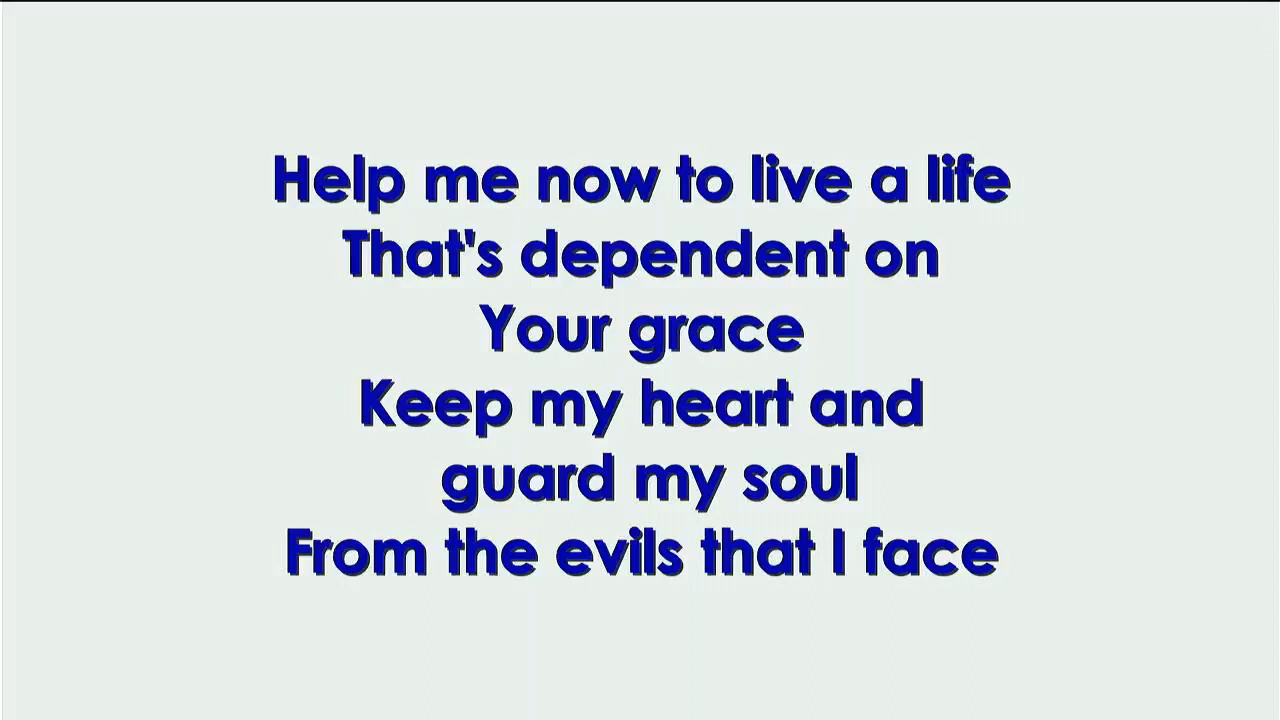 Help me now to live a life
That's dependent on
Your grace
Keep my heart and
guard my soul
From the evils that I face